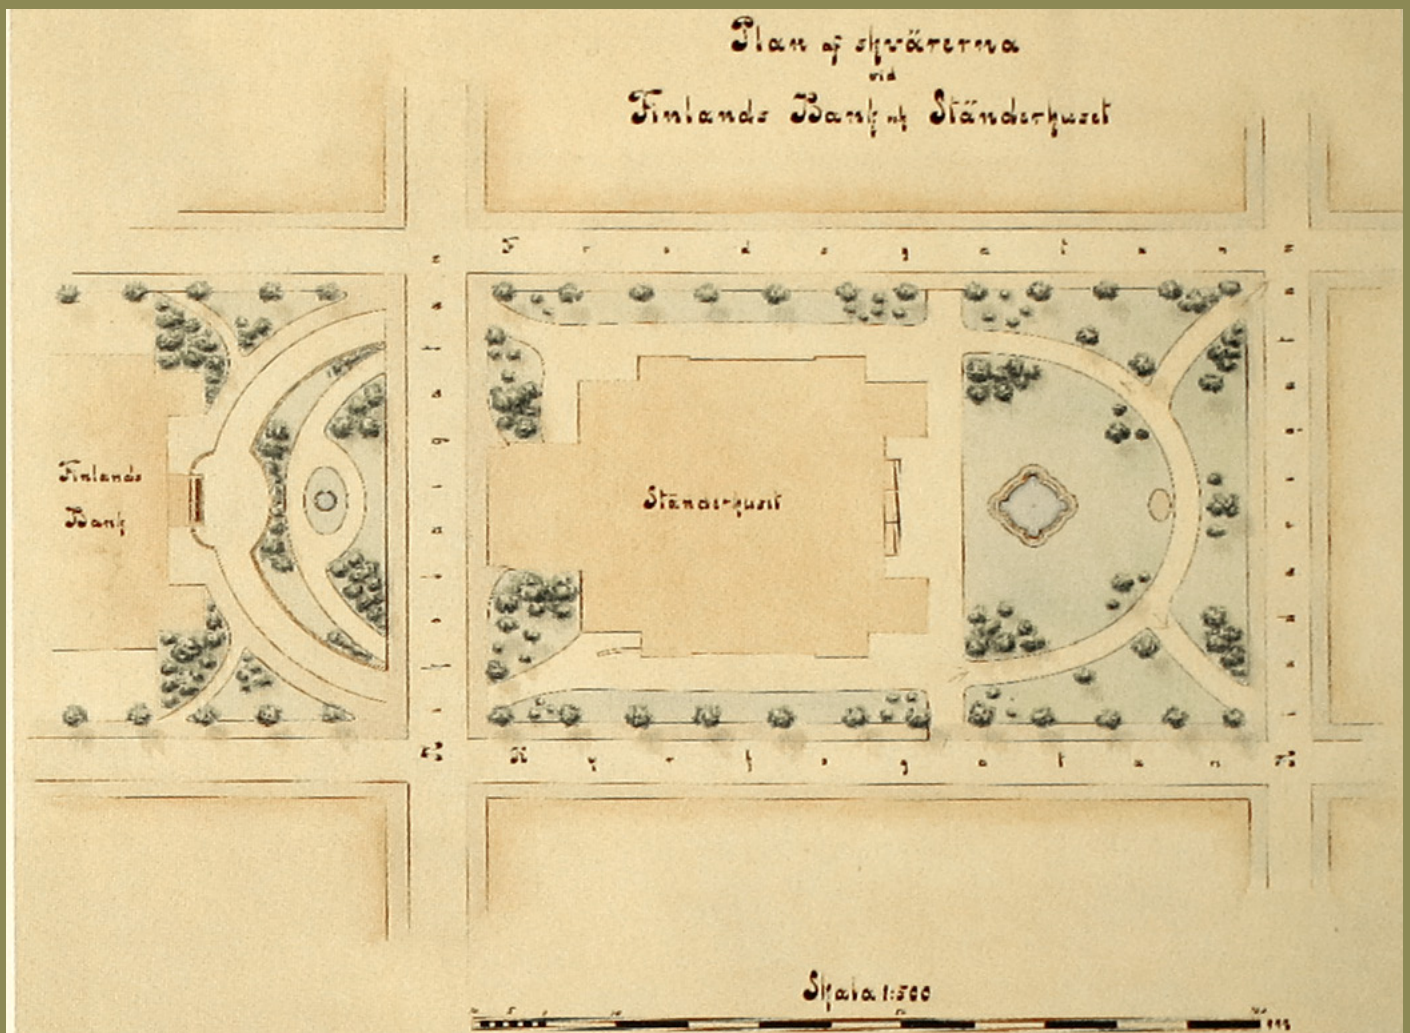 Plan af skvärerna
vid
Finlands Bank och Ständerhuset
Fredsgatan
Finlands
Bank
Ständerhuset
Kyrkogatan
Skala 1:500